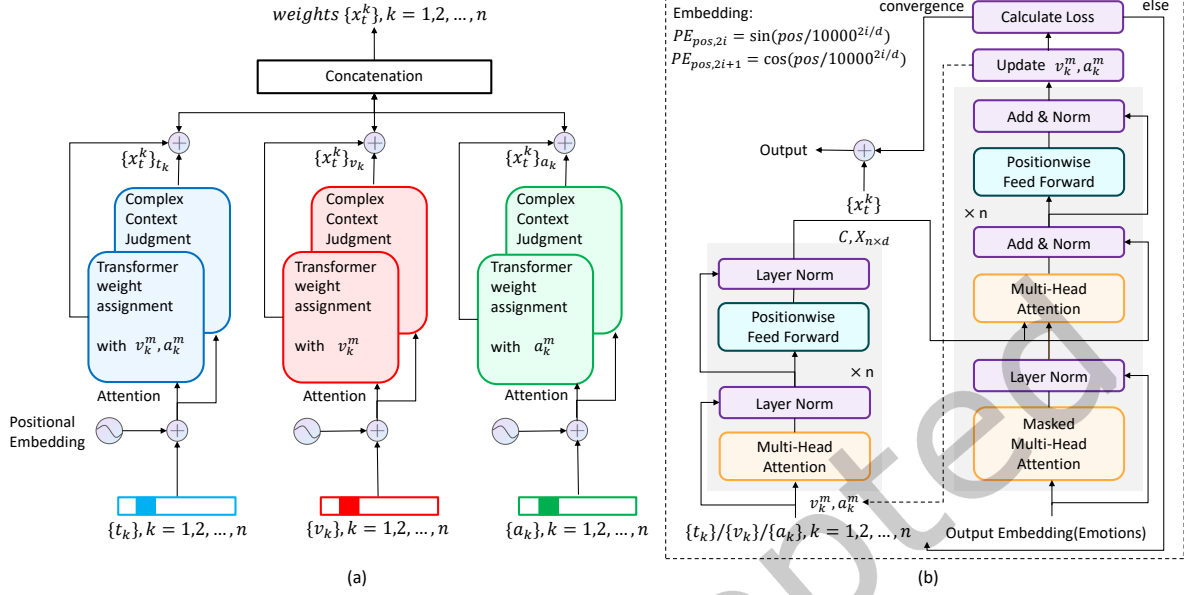 weights {x_t^k}, k = 1,2, …, n
Concatenation
{x_t^k}_{t_k}
{x_t^k}_{v_k}
{x_t^k}_{a_k}
Complex
Context
Judgment
Transformer
weight
assignment
with v_k^m, a_k^m
Complex
Context
Judgment
Transformer
weight
assignment
with v_k^m
Complex
Context
Judgment
Transformer
weight
assignment
with a_k^m
Attention
Attention
Attention
Positional
Embedding
{t_k}, k = 1,2, …, n
{v_k}, k = 1,2, …, n
{a_k}, k = 1,2, …, n
(a)
Embedding:
PE_{pos,2i} = sin(pos/10000^{2i/d})
PE_{pos,2i+1} = cos(pos/10000^{2i/d})
convergence
Calculate Loss
else
Update v_k^m, a_k^m
Add & Norm
Positionwise
Feed Forward
× n
Add & Norm
Multi-Head
Attention
Layer Norm
Masked
Multi-Head
Attention
Output Embedding(Emotions)
Output
{x_t^k}
C, X_{n×d}
Layer Norm
Positionwise
Feed Forward
× n
Layer Norm
Multi-Head
Attention
v_k^m, a_k^m
{t_k}/{v_k}/{a_k}, k = 1,2, …, n
(b)